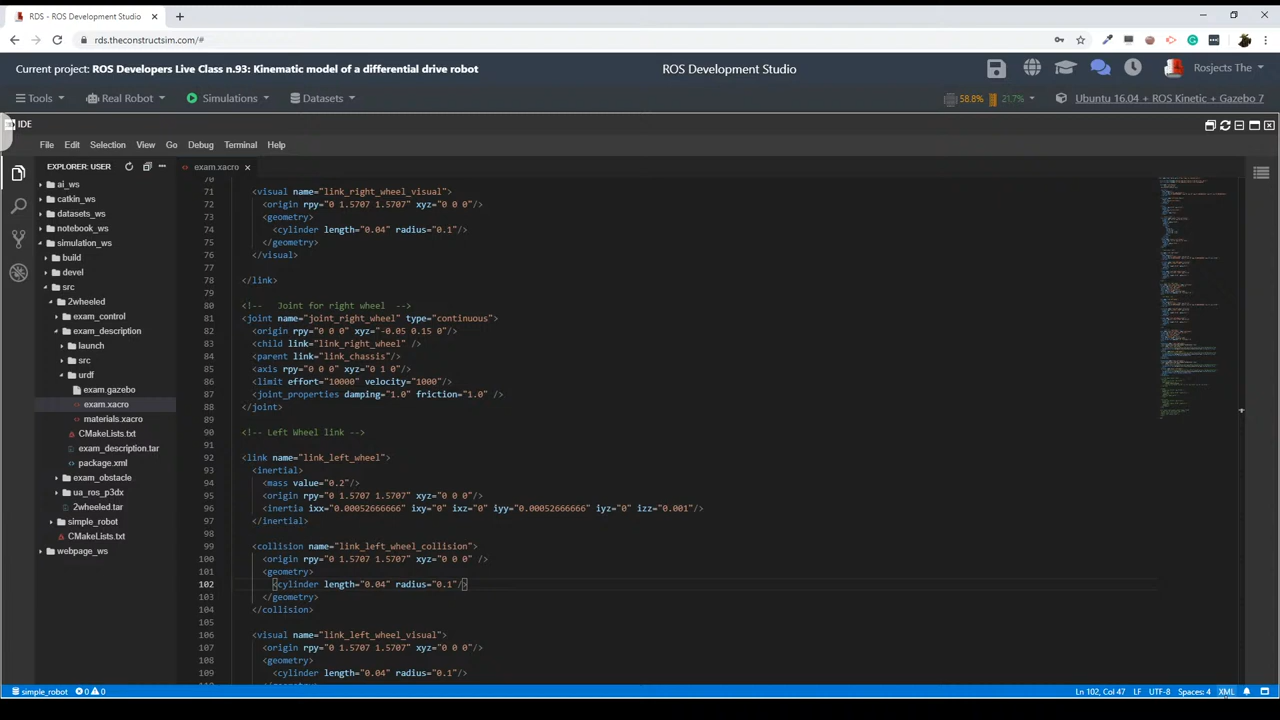 RDS - ROS Development Studio
rds.theconstructsim.com/#
Current project: ROS Developers Live Class n.93: Kinematic model of a differential drive robot
ROS Development Studio
Rosjects The
Tools
Real Robot
Simulations
Datasets
58.8%
21.7%
Ubuntu 16.04 + ROS Kinetic + Gazebo 7
IDE
File Edit Selection View Go Debug Terminal Help
EXPLORER: USER
ai_ws
catkin_ws
datasets_ws
notebook_ws
simulation_ws
build
devel
src
2wheeled
exam_control
exam_description
launch
src
urdf
exam.gazebo
exam.xacro
materials.xacro
CMakeLists.txt
exam_description.tar
package.xml
exam_obstacle
ua_ros_p3dx
2wheeled.tar
simple_robot
CMakeLists.txt
webpage_ws
exam.xacro
70
71 <visual name="link_right_wheel_visual">
72 <origin rpy="0 1.5707 1.5707" xyz="0 0 0"/>
73 <geometry>
74 <cylinder length="0.04" radius="0.1"/>
75 </geometry>
76 </visual>
77
78 </link>
79
80 <!-- Joint for right wheel -->
81 <joint name="joint_right_wheel" type="continuous">
82 <origin rpy="0 0 0" xyz="-0.05 0.15 0"/>
83 <child link="link_right_wheel" />
84 <parent link="link_chassis"/>
85 <axis rpy="0 0 0" xyz="0 1 0"/>
86 <limit effort="10000" velocity="1000"/>
87 <joint_properties damping="1.0" friction="1.0" />
88 </joint>
89
90 <!-- Left Wheel link -->
91
92 <link name="link_left_wheel">
93 <inertial>
94 <mass value="0.2"/>
95 <origin rpy="0 1.5707 1.5707" xyz="0 0 0"/>
96 <inertia ixx="0.00052666666" ixy="0" ixz="0" iyy="0.00052666666" iyz="0" izz="0.001"/>
97 </inertial>
98
99 <collision name="link_left_wheel_collision">
100 <origin rpy="0 1.5707 1.5707" xyz="0 0 0" />
101 <geometry>
102 <cylinder length="0.04" radius="0.1"/>
103 </geometry>
104 </collision>
105
106 <visual name="link_left_wheel_visual">
107 <origin rpy="0 1.5707 1.5707" xyz="0 0 0"/>
108 <geometry>
109 <cylinder length="0.04" radius="0.1"/>
simple_robot
0
0
Ln 102, Col 47
LF
UTF-8
Spaces: 4
XML